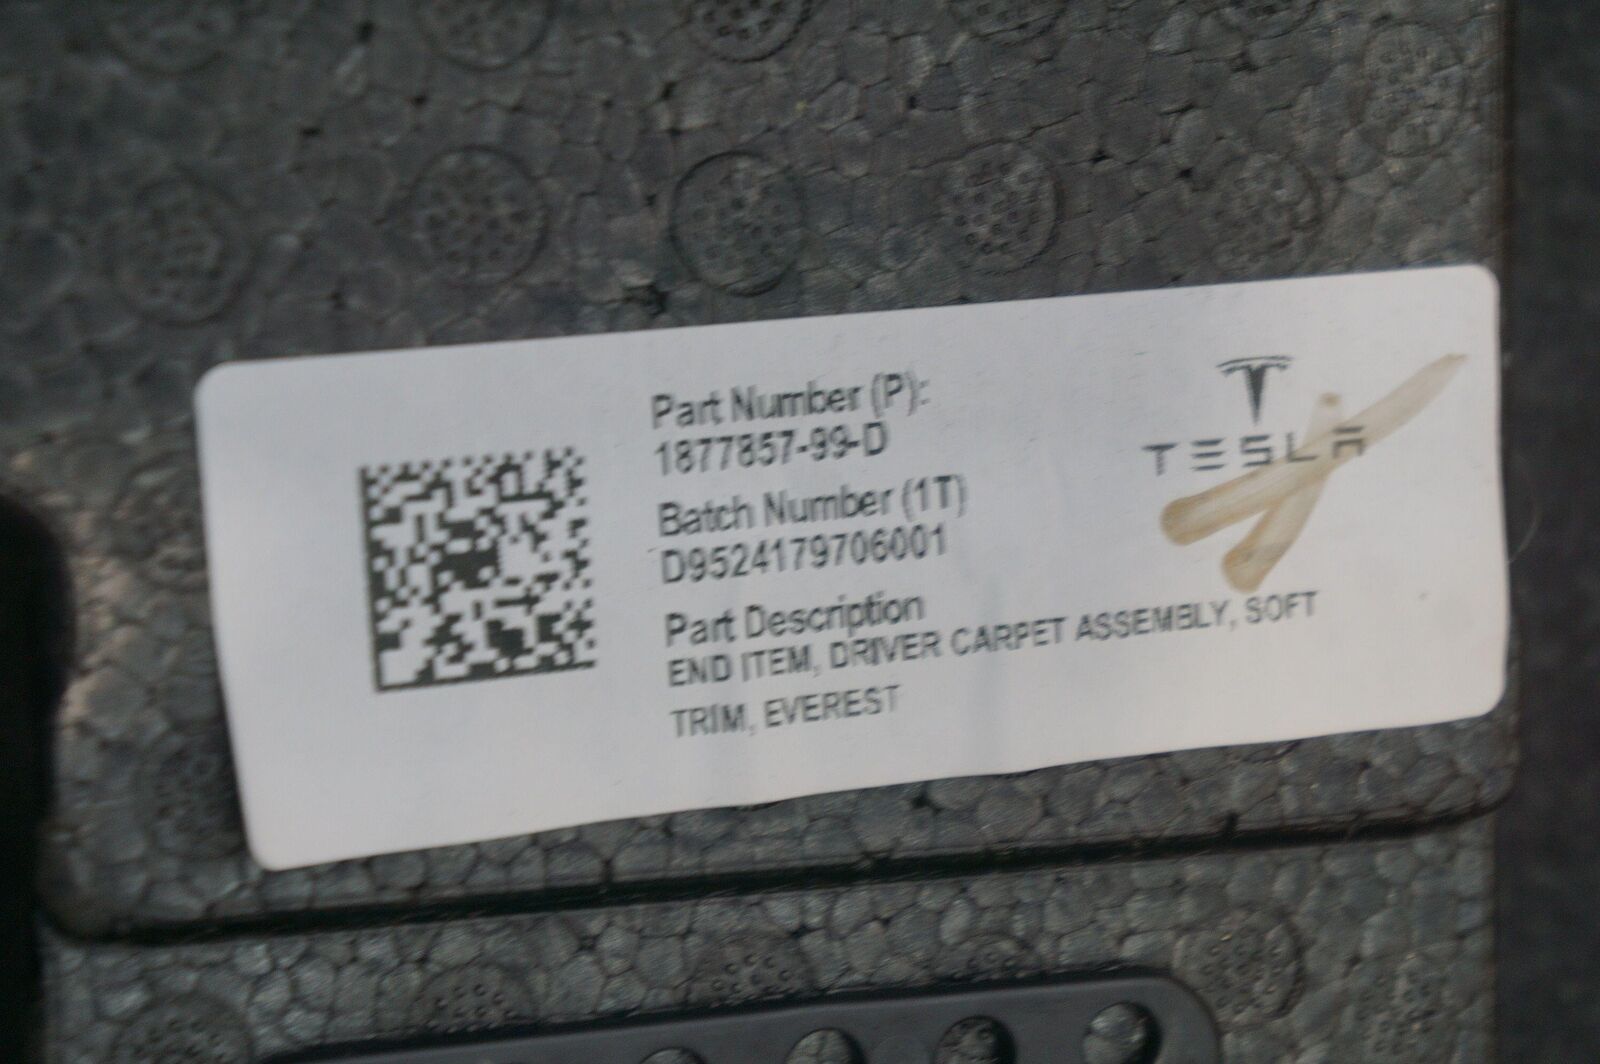 Part Number (P):
1877857-99-D
Batch Number (1T)
D9524179706001
Part Description
END ITEM, DRIVER CARPET ASSEMBLY, SOFT
TRIM, EVEREST
TESLA